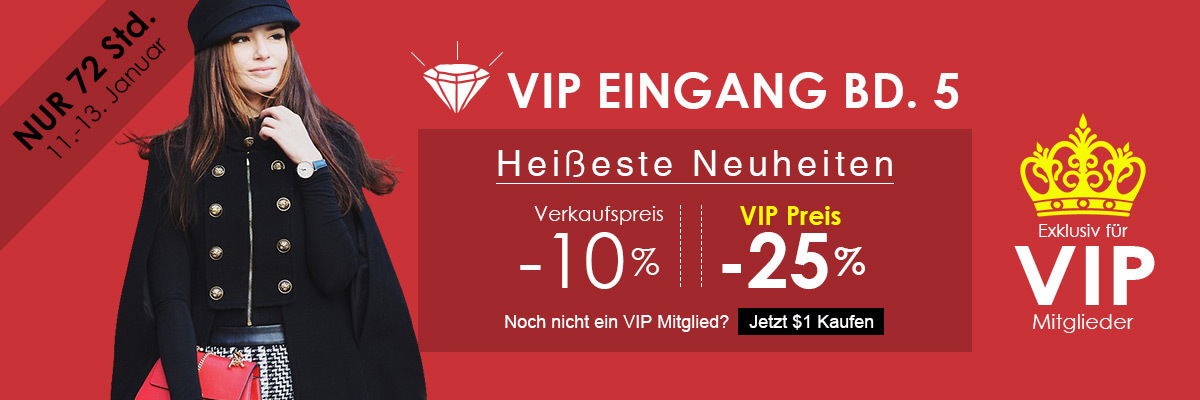 NUR 72 Std.
11.-13. Januar
VIP EINGANG BD. 5
Heißeste Neuheiten
Verkaufspreis
-10%
VIP Preis
-25%
Noch nicht ein VIP Mitglied? Jetzt $1 Kaufen
Exklusiv für
VIP
Mitglieder